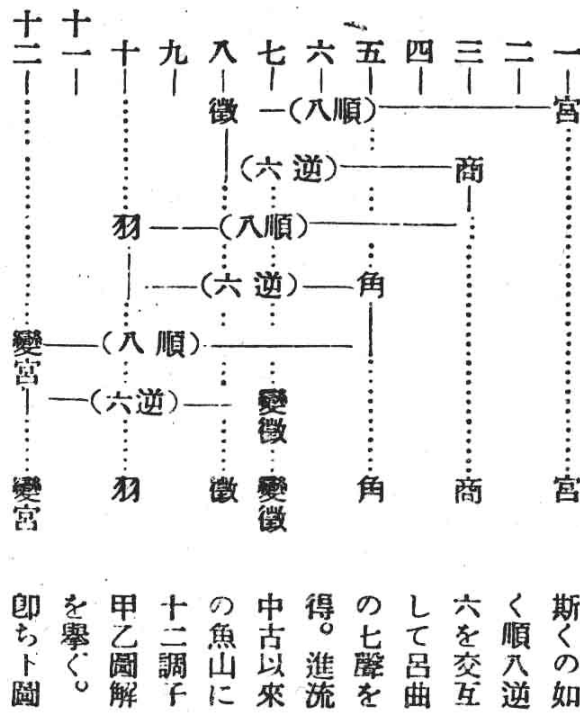 一 二 三 四 五 六 七 八 九 十 十一 十二
宮 (八順) 徵
商 (六逆)
(八順) 羽
角 (六逆)
(八順) 變宮
變徵 (六逆)
宮 商 角 變徵 徵 羽 變宮
斯くの如
く順八逆
六を交互
して呂曲
の七聲を
得。進流
中古以來
の魚山に
十二調子
甲乙圖解
を擧ぐ。
卽ち下圖